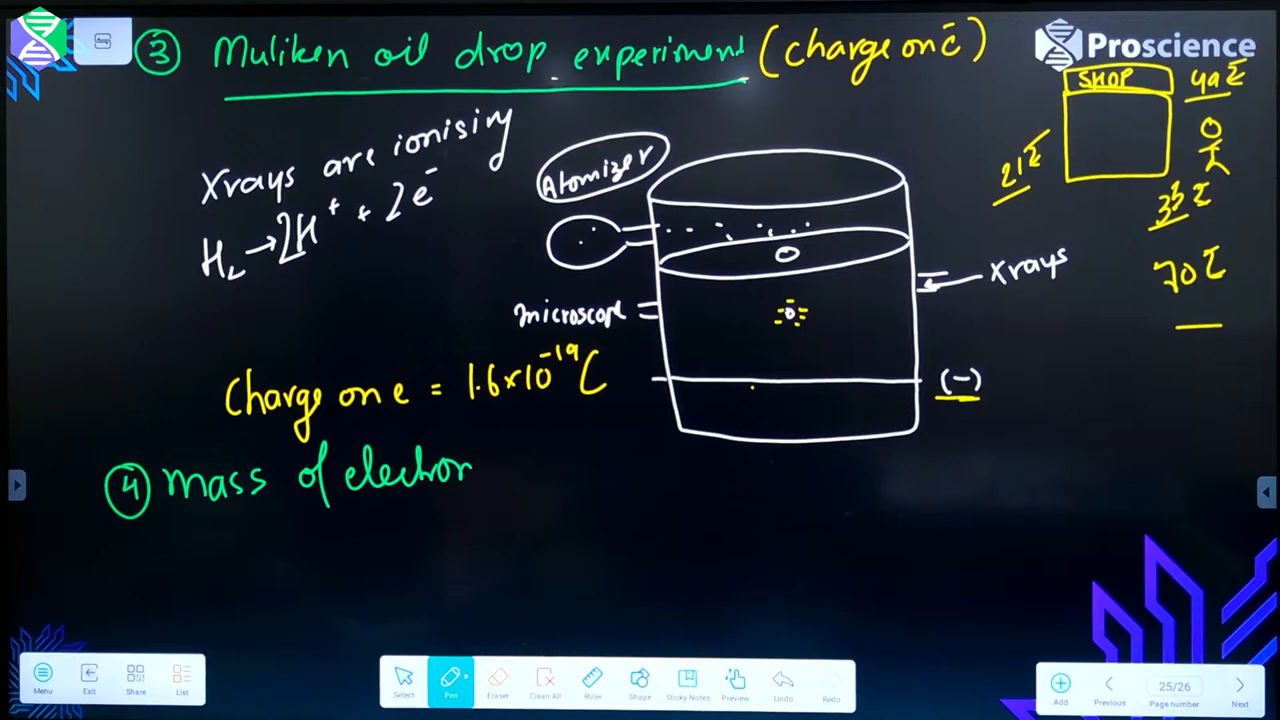 ③ Muliken oil drop experiment (charge on ē)
Proscience
SHOP
49₹
21₹
33₹
70₹
Xrays are ionising
H₂ → 2H⁺ + 2e⁻
Atomizer
Xrays
microscope
Charge on e = 1.6×10⁻¹⁹C
(-)
④ mass of electron
Menu
Exit
Share
List
Select
Pen
Eraser
Clean All
Ruler
Shape
Sticky Notes
Preview
Undo
Redo
Add
Previous
25/26
Page number
Next